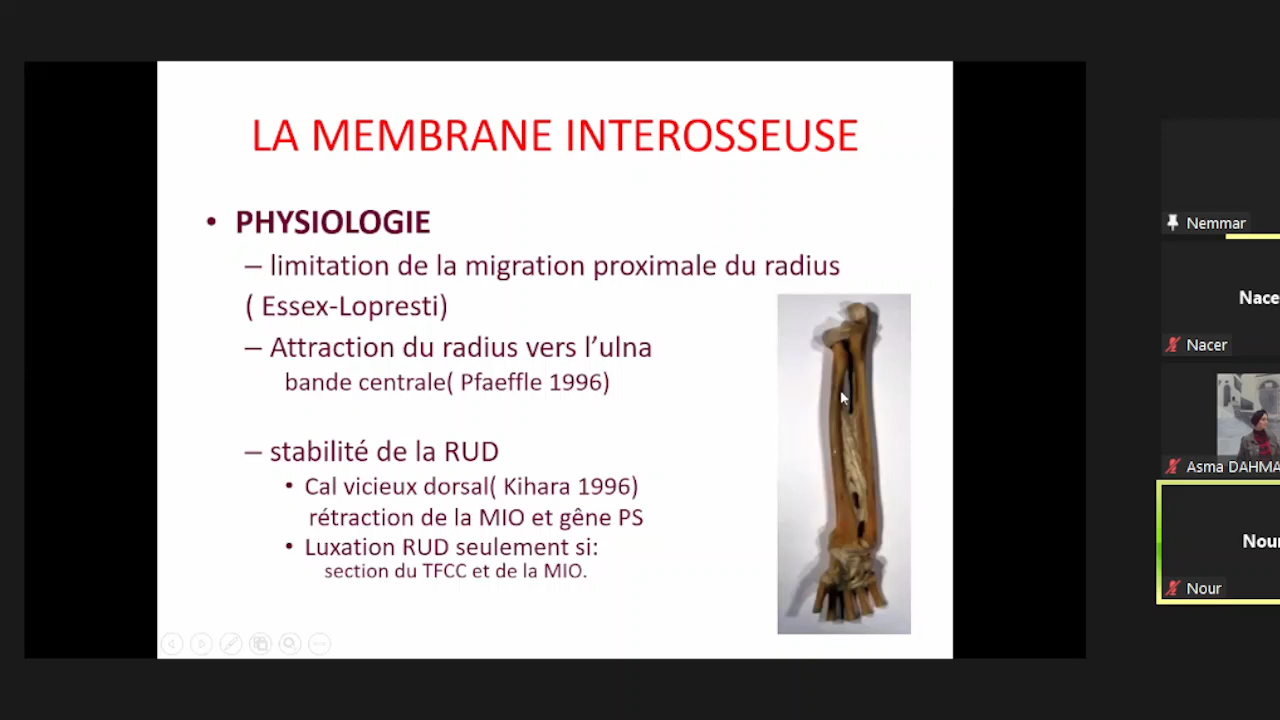 LA MEMBRANE INTEROSSEUSE
• PHYSIOLOGIE
– limitation de la migration proximale du radius
( Essex-Lopresti)
– Attraction du radius vers l’ulna
bande centrale( Pfaeffle 1996)
– stabilité de la RUD
• Cal vicieux dorsal( Kihara 1996)
rétraction de la MIO et gêne PS
• Luxation RUD seulement si:
section du TFCC et de la MIO.
Nemmar
Nace
Nacer
Asma DAHMA
Nour
Nour